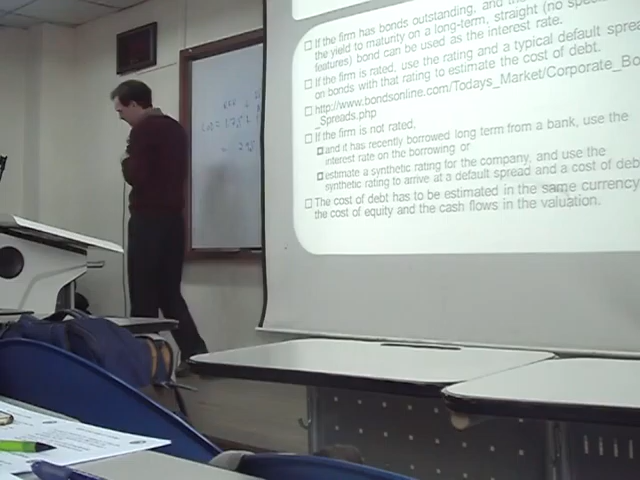 ☐ If the firm has bonds outstanding, and the
the yield to maturity on a long-term, straight (no
features) bond can be used as the interest rate.
☐ If the firm is rated, use the rating and a typical default
on bonds with that rating to estimate the cost of debt.
☐ http://www.bondsonline.com/Todays_Market/Corporate_Bo
_Spreads.php
☐ If the firm is not rated,
☐ and it has recently borrowed long term from a bank, use the
interest rate on the borrowing or
☐ estimate a synthetic rating for the company, and use the
synthetic rating to arrive at a default spread and a cost of deb
☐ The cost of debt has to be estimated in the same currency
the cost of equity and the cash flows in the valuation.